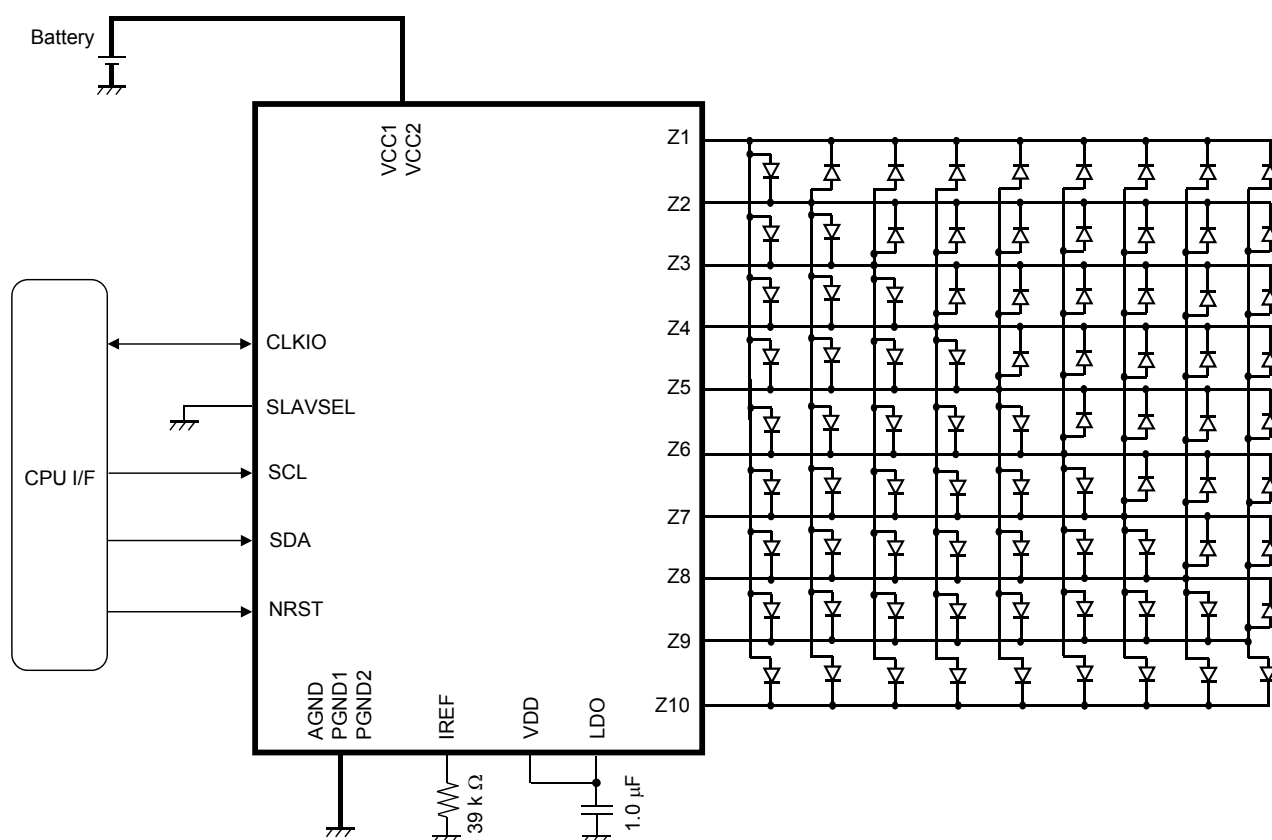 Battery
VCC1
VCC2
Z1
Z2
Z3
Z4
Z5
Z6
Z7
Z8
Z9
Z10
CPU I/F
CLKIO
SLAVSEL
SCL
SDA
NRST
AGND
PGND1
PGND2
IREF
VDD
LDO
39 k Ω
1.0 μF